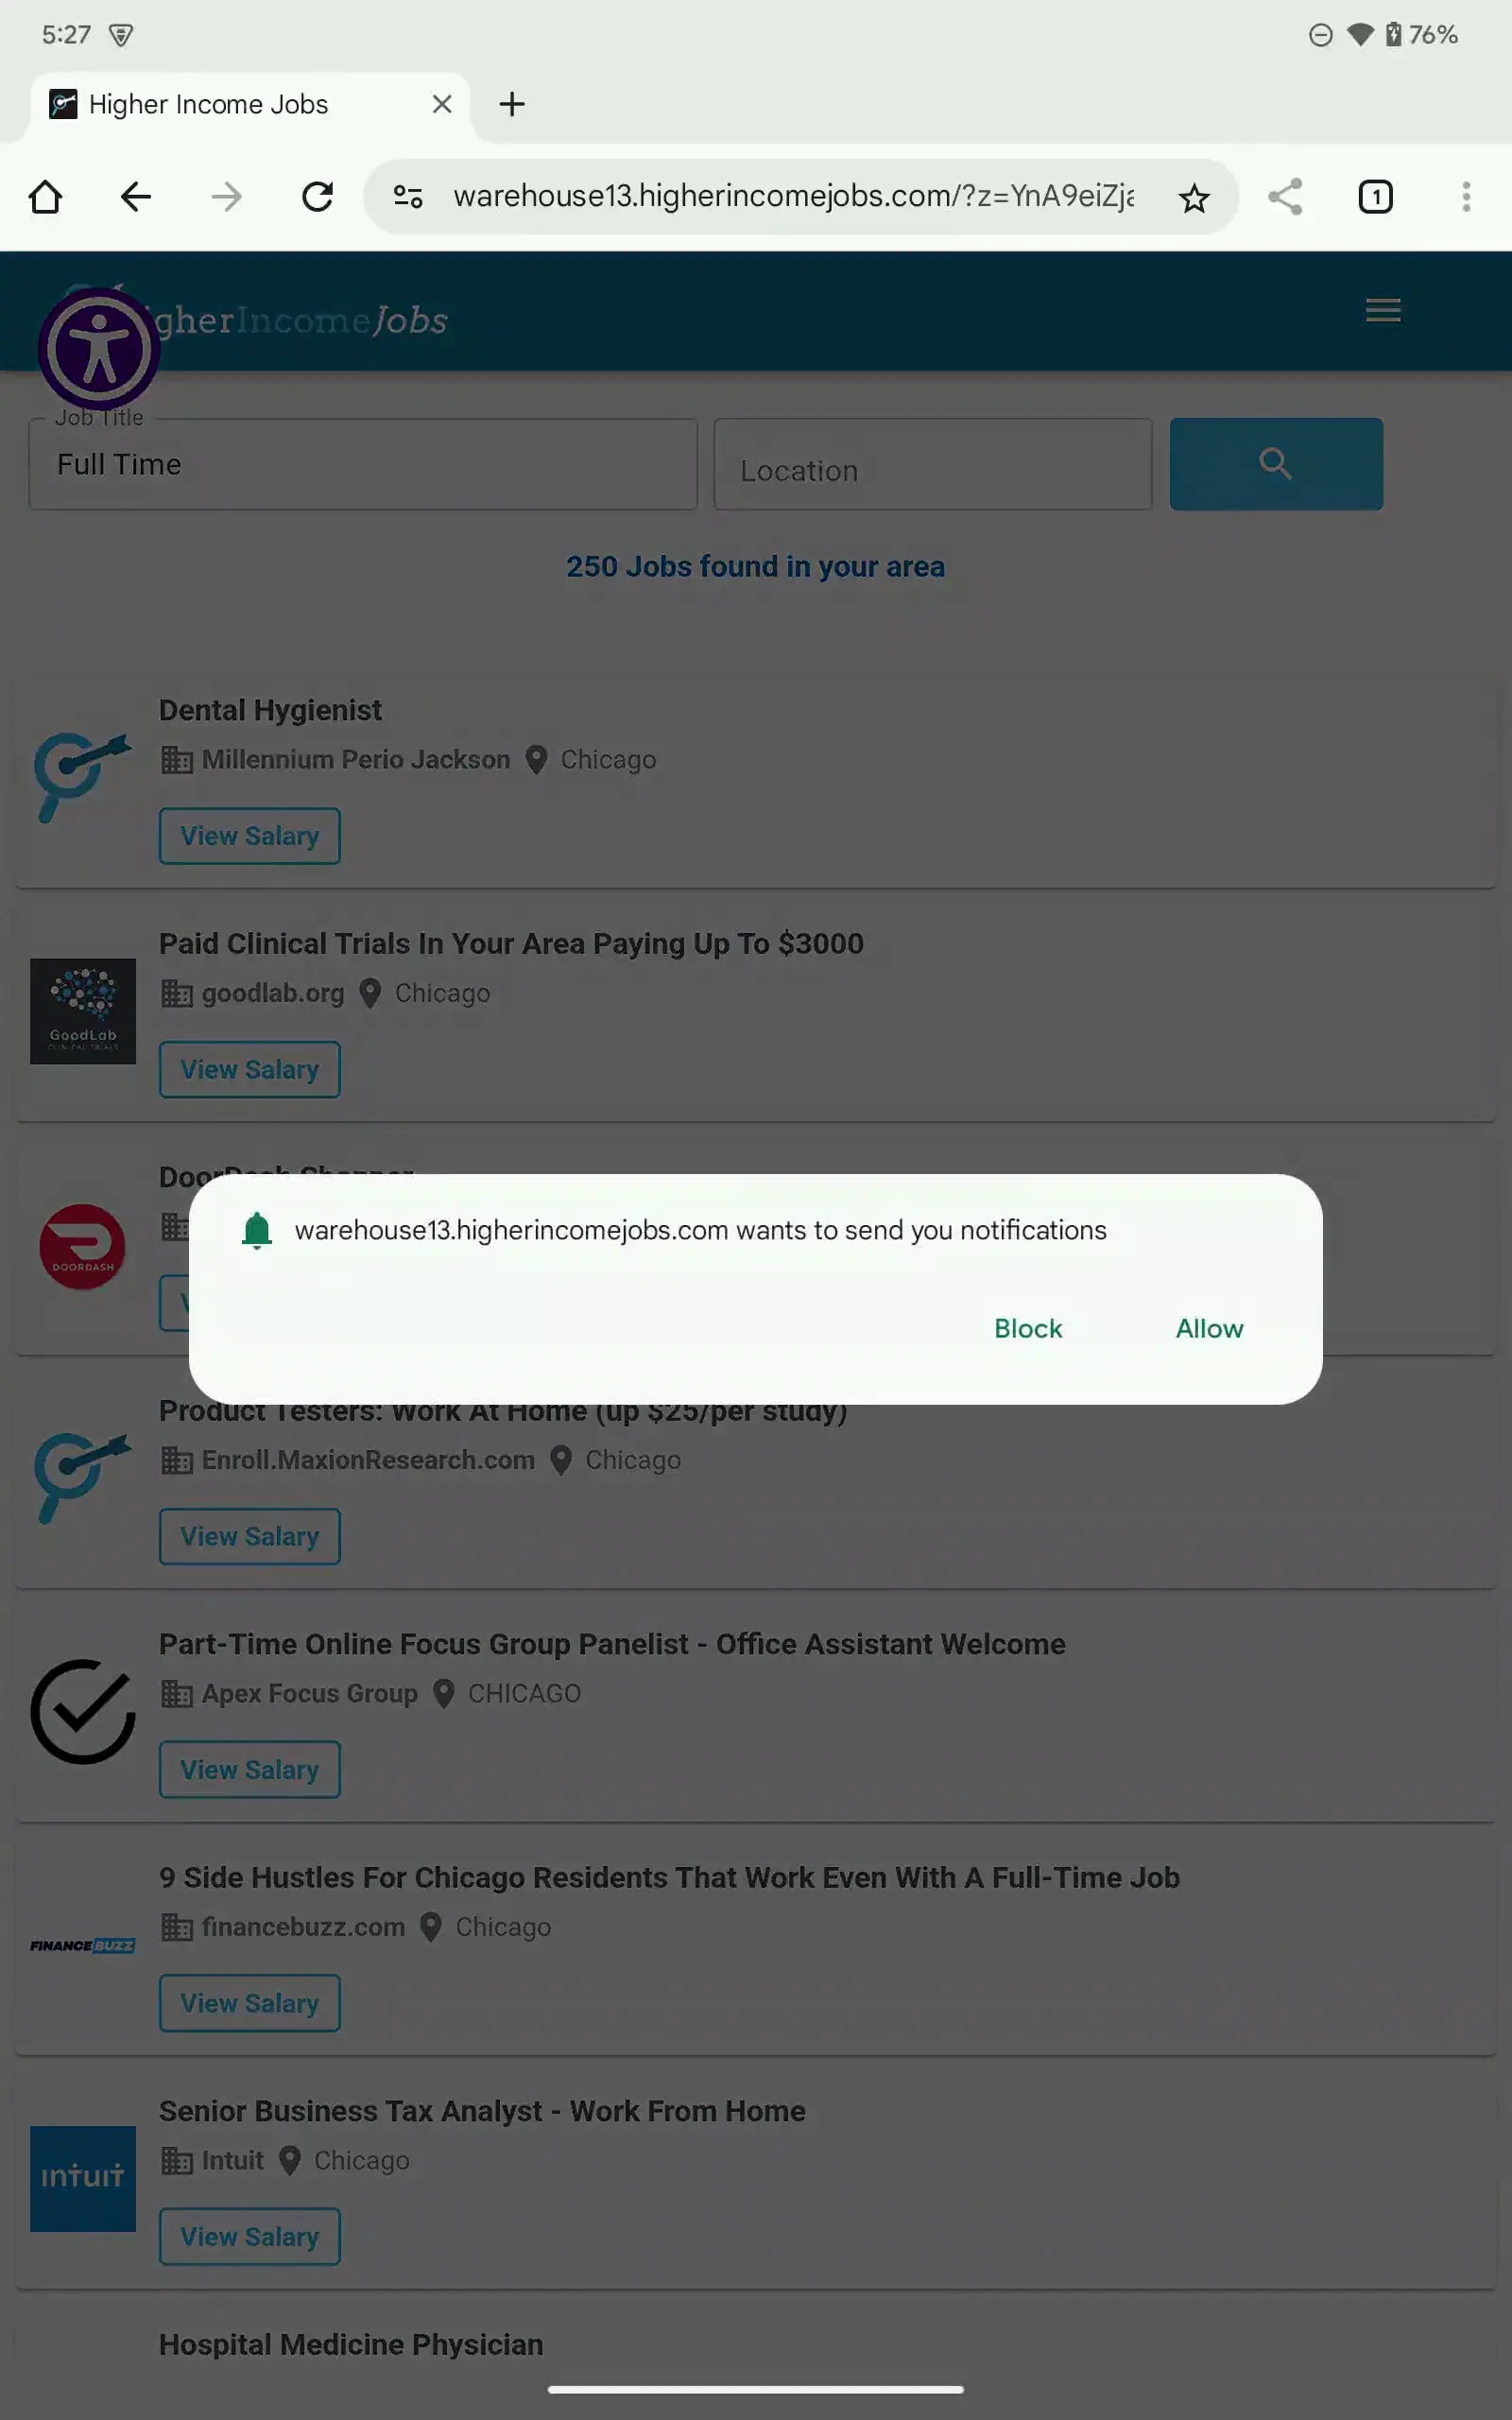 5:27
76%
Higher Income Jobs
1
warehouse13.higherincomejobs.com/?z=YnA9eiZj
gherIncomeJobs
Job Title
Full Time
Location
250 Jobs found in your area
Dental Hygienist
Millennium Perio Jackson Chicago
View Salary
Paid Clinical Trials In Your Area Paying Up To $3000
goodlab.org Chicago
GoodLab
CLINICAL TRIALS
View Salary
DoorDash Shopper
DOORDASH
warehouse13.higherincomejobs.com wants to send you notifications
Block Allow
Product Testers: Work At Home (up $25/per study)
Enroll.MaxionResearch.com Chicago
View Salary
Part-Time Online Focus Group Panelist - Office Assistant Welcome
Apex Focus Group CHICAGO
View Salary
9 Side Hustles For Chicago Residents That Work Even With A Full-Time Job
financebuzz.com Chicago
FINANCEBUZZ
View Salary
Senior Business Tax Analyst - Work From Home
Intuit Chicago
ıntuıt
View Salary
Hospital Medicine Physician